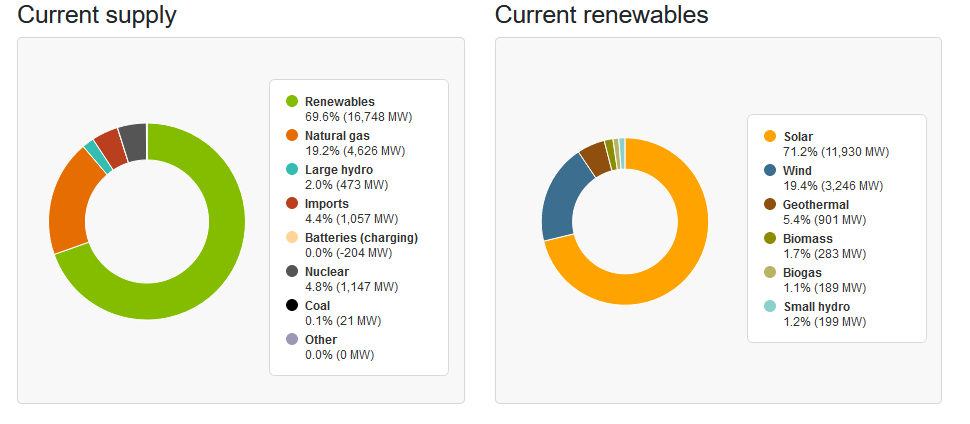 Current supply
Renewables
69.6% (16,748 MW)
Natural gas
19.2% (4,626 MW)
Large hydro
2.0% (473 MW)
Imports
4.4% (1,057 MW)
Batteries (charging)
0.0% (-204 MW)
Nuclear
4.8% (1,147 MW)
Coal
0.1% (21 MW)
Other
0.0% (0 MW)
Current renewables
Solar
71.2% (11,930 MW)
Wind
19.4% (3,246 MW)
Geothermal
5.4% (901 MW)
Biomass
1.7% (283 MW)
Biogas
1.1% (189 MW)
Small hydro
1.2% (199 MW)